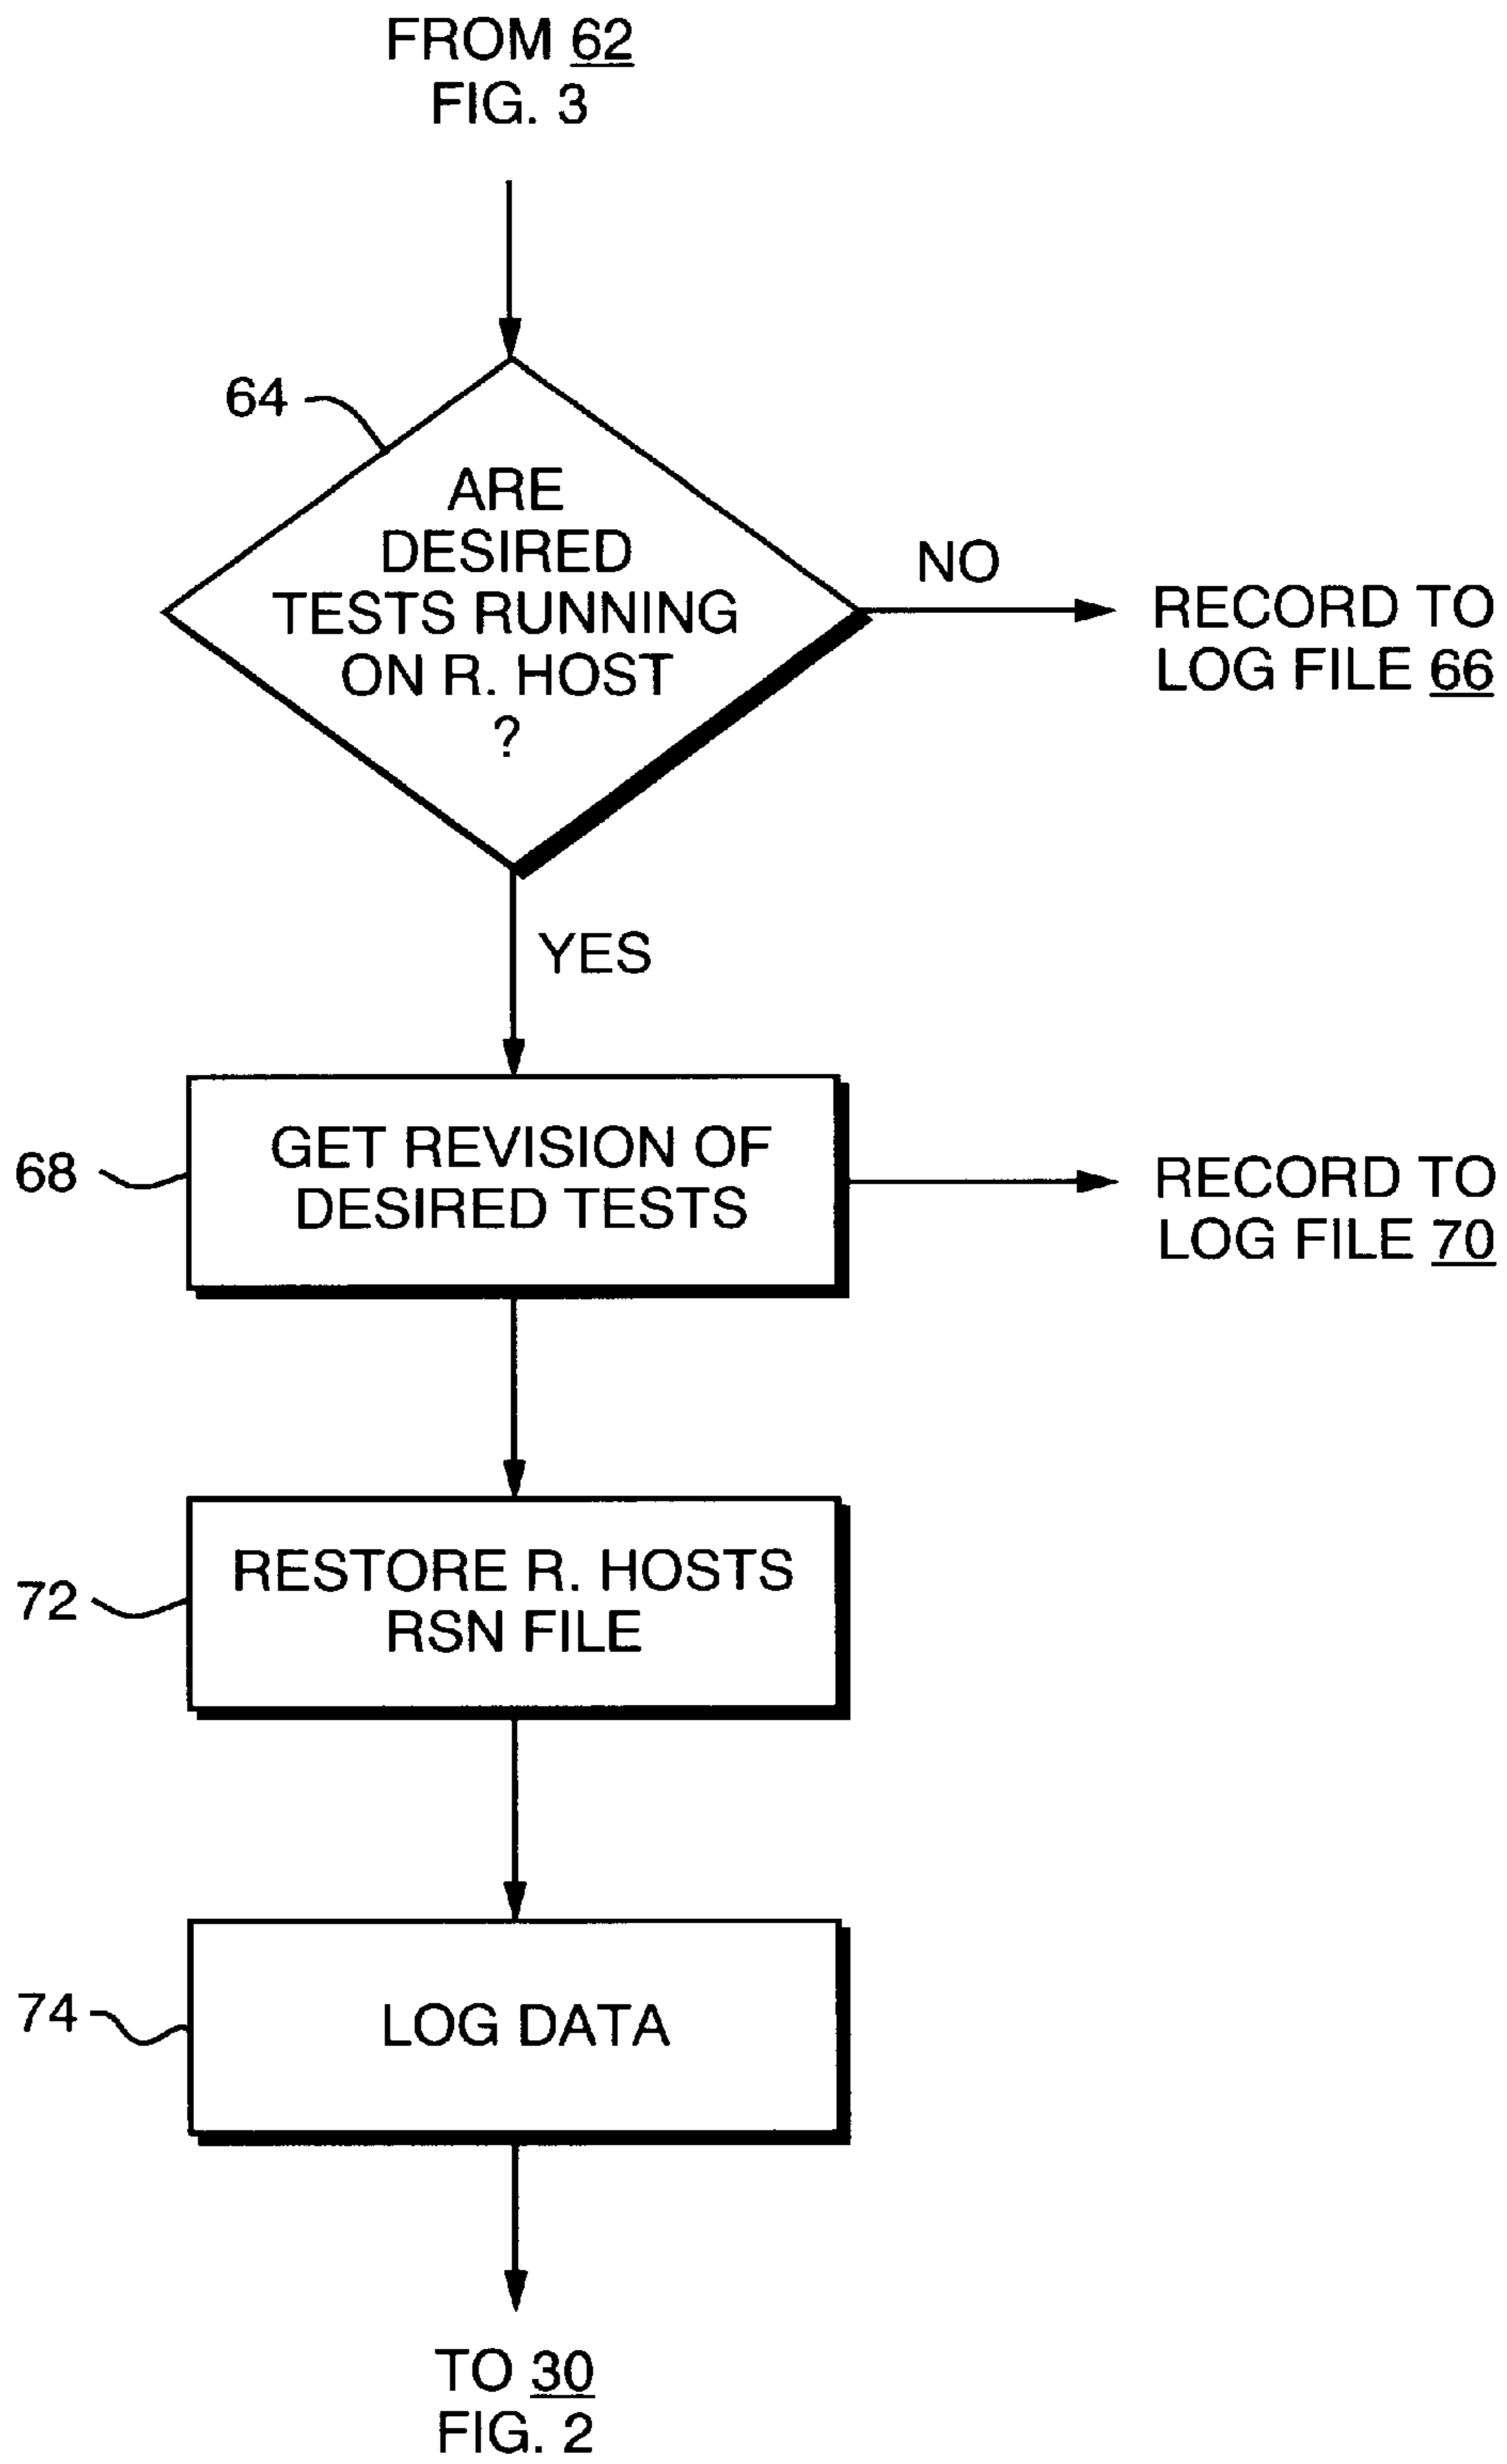 FROM 62
FIG. 3
64
ARE
DESIRED
TESTS RUNNING
ON R. HOST
?
NO
RECORD TO
LOG FILE 66
YES
68
GET REVISION OF
DESIRED TESTS
RECORD TO
LOG FILE 70
72
RESTORE R. HOSTS
RSN FILE
74
LOG DATA
TO 30
FIG. 2